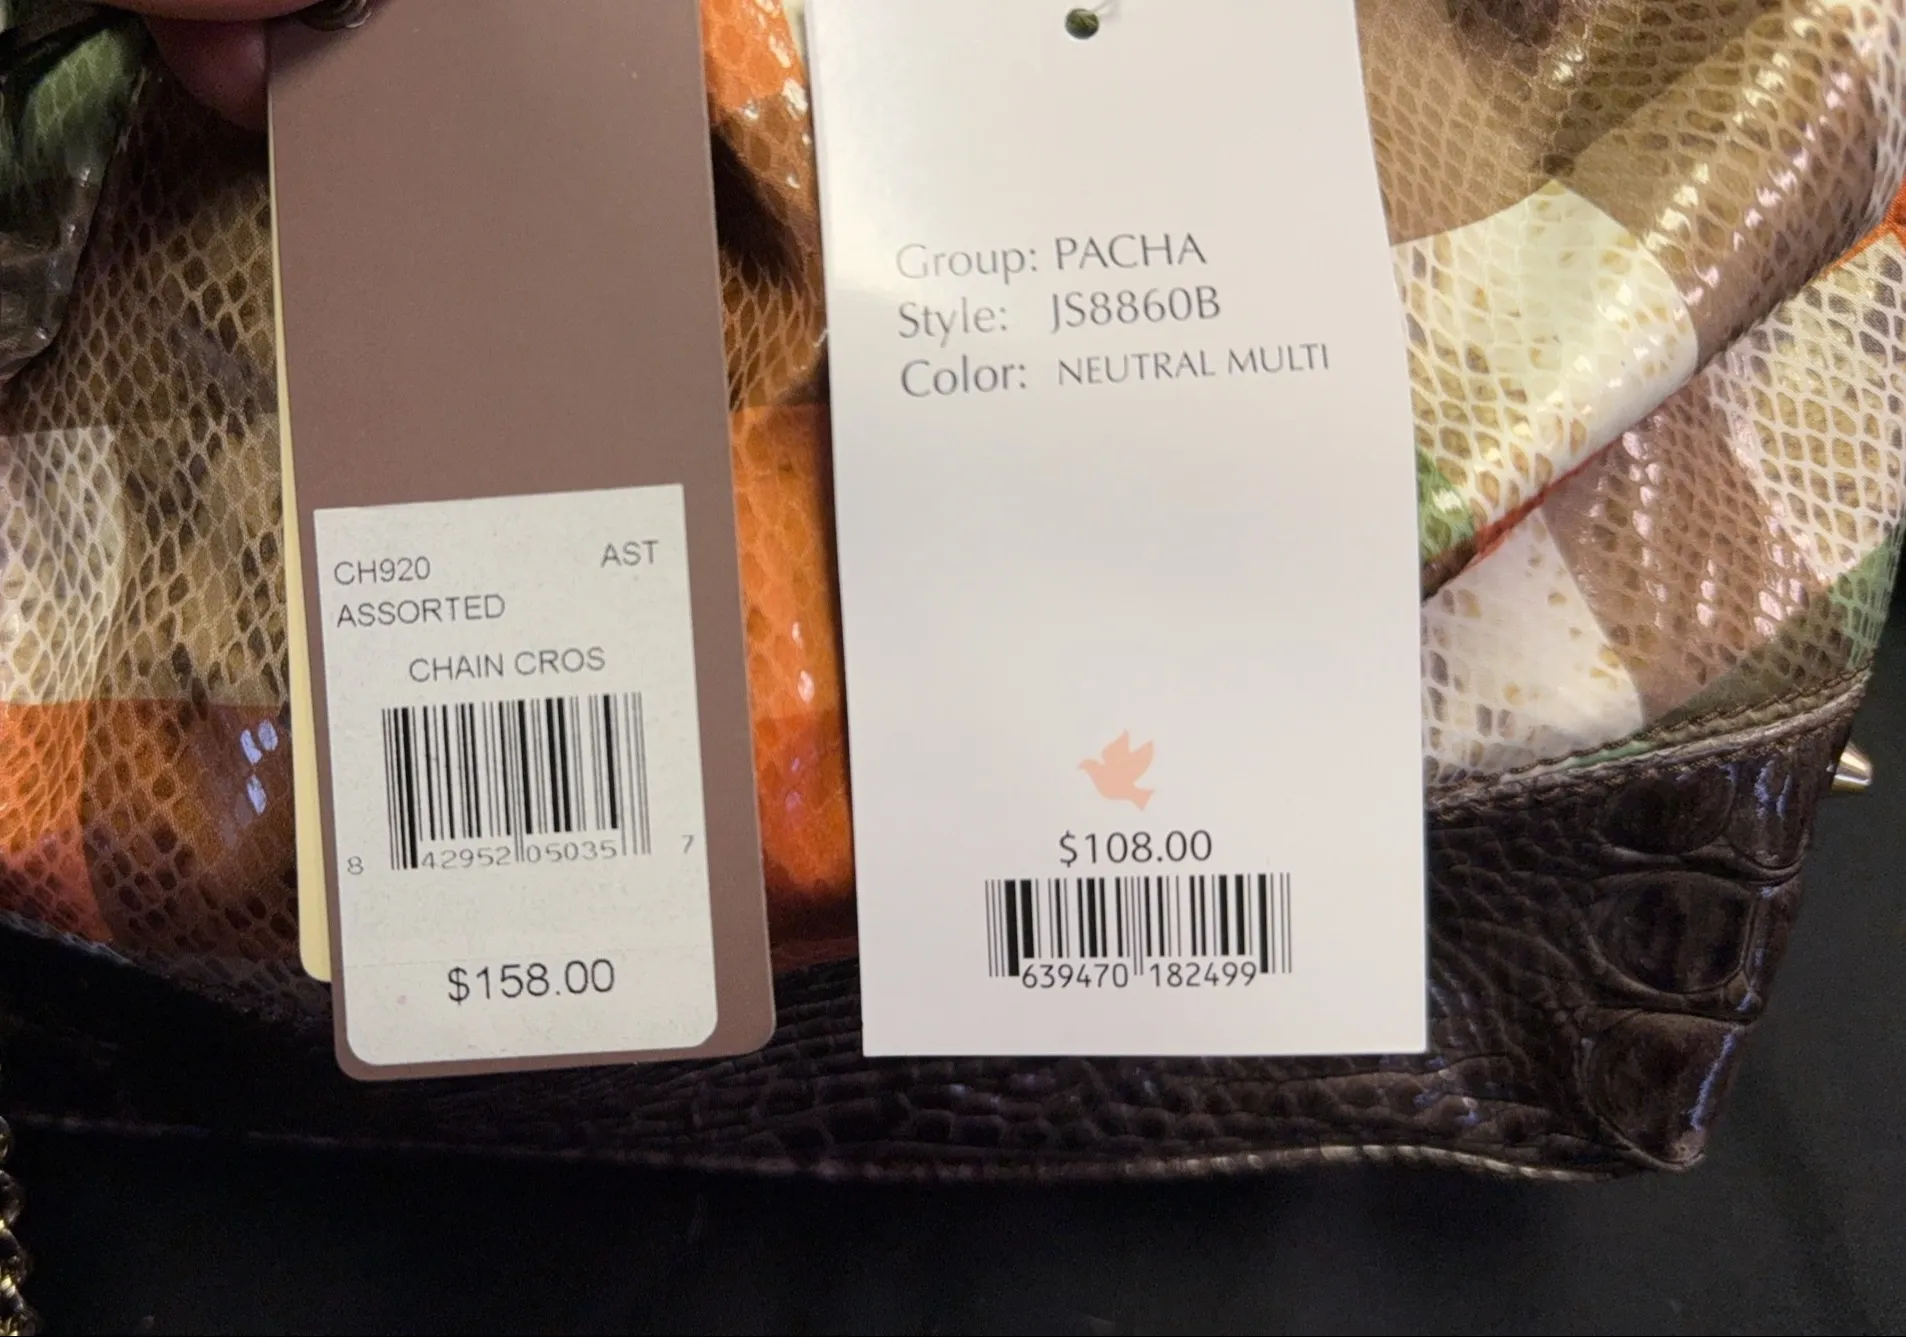 CH920 AST
ASSORTED
CHAIN CROS
8 42952 05035 7
$158.00
Group: PACHA
Style: JS8860B
Color: NEUTRAL MULTI
$108.00
639470 182499